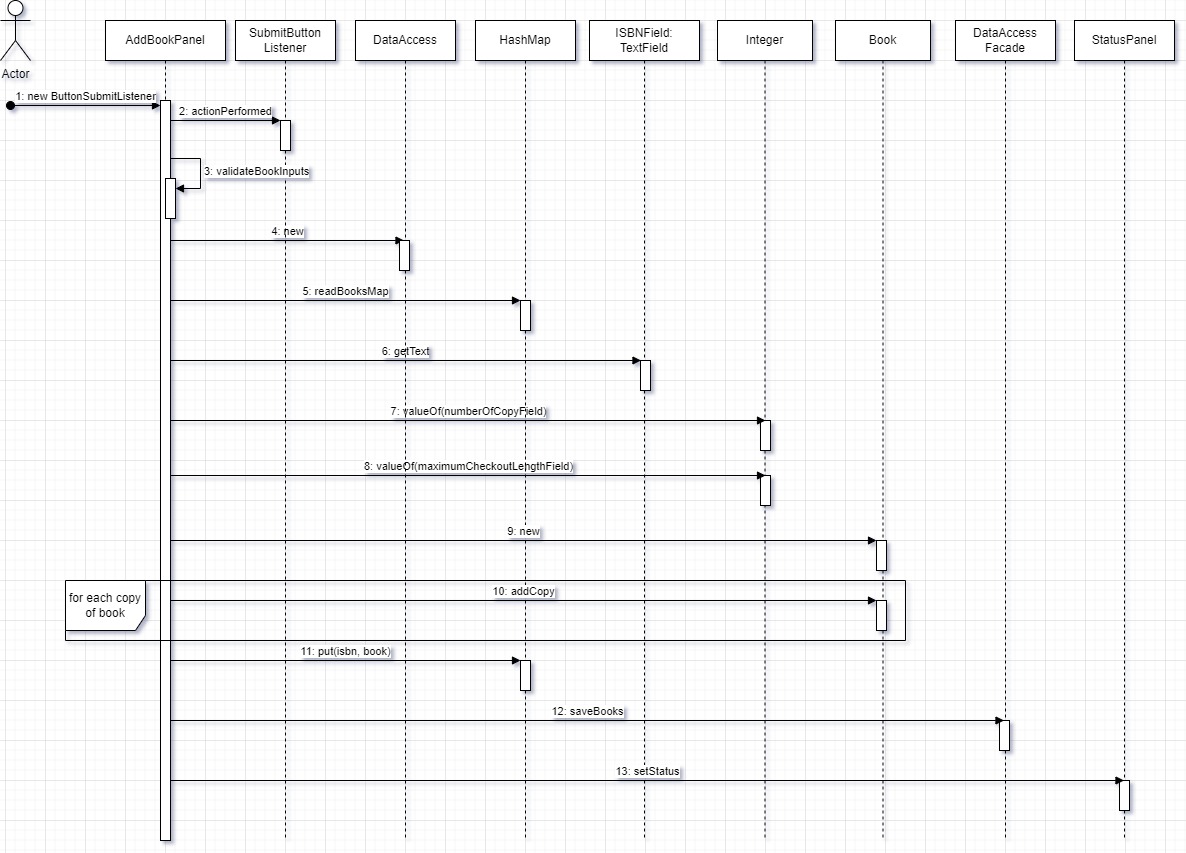 Actor
AddBookPanel
SubmitButton
Listener
DataAccess
HashMap
ISBNField:
TextField
Integer
Book
DataAccess
Facade
StatusPanel
1: new ButtonSubmitListener
2: actionPerformed
3: validateBookInputs
4: new
5: readBooksMap
6: getText
7: valueOf(numberOfCopyField)
8: valueOf(maximumCheckoutLengthField)
9: new
for each copy
of book
10: addCopy
11: put(isbn, book)
12: saveBooks
13: setStatus